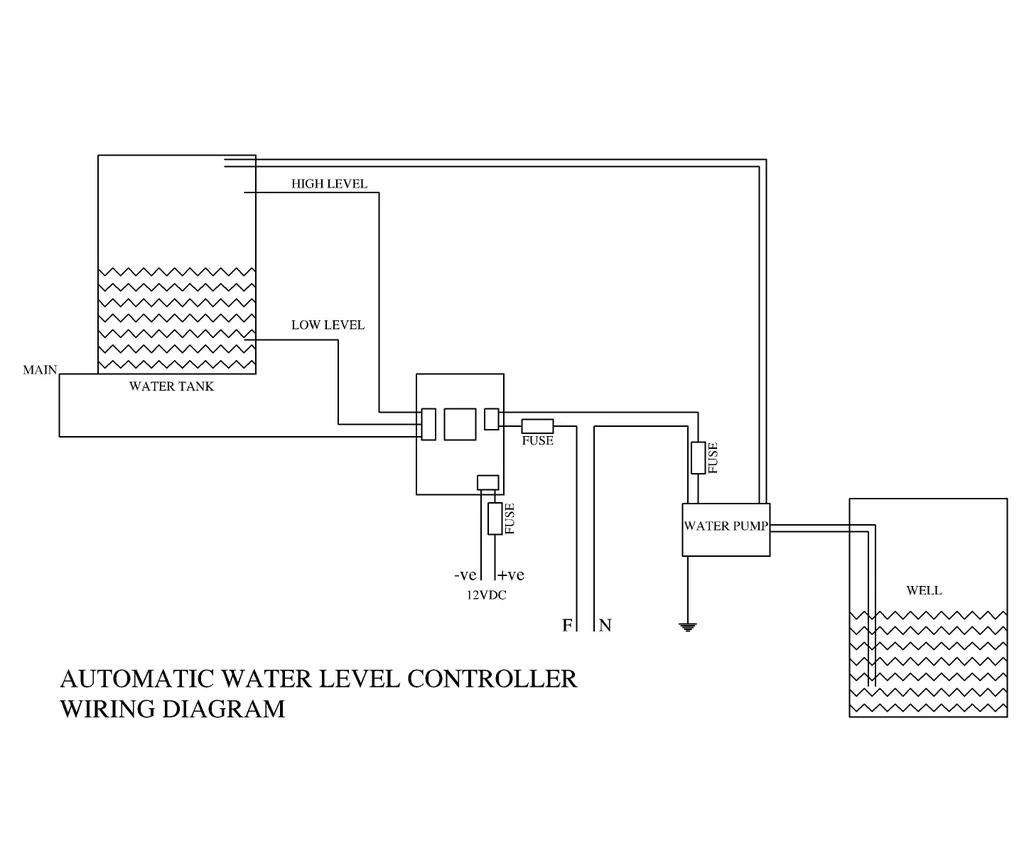 HIGH LEVEL
LOW LEVEL
MAIN
WATER TANK
FUSE
FUSE
FUSE
WATER PUMP
-ve +ve
12VDC
F N
WELL
AUTOMATIC WATER LEVEL CONTROLLER
WIRING DIAGRAM